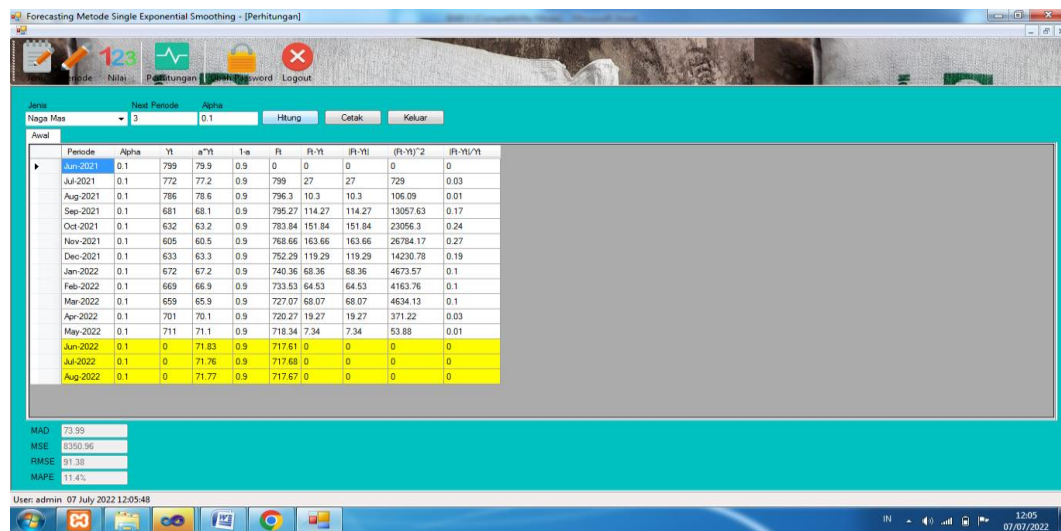 Forecasting Metode Single Exponential Smoothing - [Perhitungan]
123
Nilai Perhitungan Ubah Password Logout
Jenis Next Periode Alpha
Naga Mas 3 0.1 Hitung Cetak Keluar
Awal
Periode Alpha Yt a*Yt 1-a Ft Ft-Yt |Ft-Yt| (Ft-Yt)^2 |Ft-Yt|/Yt
Jun-2021 0.1 799 79.9 0.9 0 0 0 0 0
Jul-2021 0.1 772 77.2 0.9 799 27 27 729 0.03
Aug-2021 0.1 786 78.6 0.9 796.3 10.3 10.3 106.09 0.01
Sep-2021 0.1 681 68.1 0.9 795.27 114.27 114.27 13057.63 0.17
Oct-2021 0.1 632 63.2 0.9 783.84 151.84 151.84 23056.3 0.24
Nov-2021 0.1 605 60.5 0.9 768.66 163.66 163.66 26784.17 0.27
Dec-2021 0.1 633 63.3 0.9 752.29 119.29 119.29 14230.78 0.19
Jan-2022 0.1 672 67.2 0.9 740.36 68.36 68.36 4673.57 0.1
Feb-2022 0.1 669 66.9 0.9 733.53 64.53 64.53 4163.76 0.1
Mar-2022 0.1 659 65.9 0.9 727.07 68.07 68.07 4634.13 0.1
Apr-2022 0.1 701 70.1 0.9 720.27 19.27 19.27 371.22 0.03
May-2022 0.1 711 71.1 0.9 718.34 7.34 7.34 53.88 0.01
Jun-2022 0.1 0 71.83 0.9 717.61 0 0 0 0
Jul-2022 0.1 0 71.76 0.9 717.68 0 0 0 0
Aug-2022 0.1 0 71.77 0.9 717.67 0 0 0 0
MAD 73.99
MSE 8350.96
RMSE 91.38
MAPE 11.4%
User: admin 07 July 2022 12:05:48
IN 12:05
07/07/2022